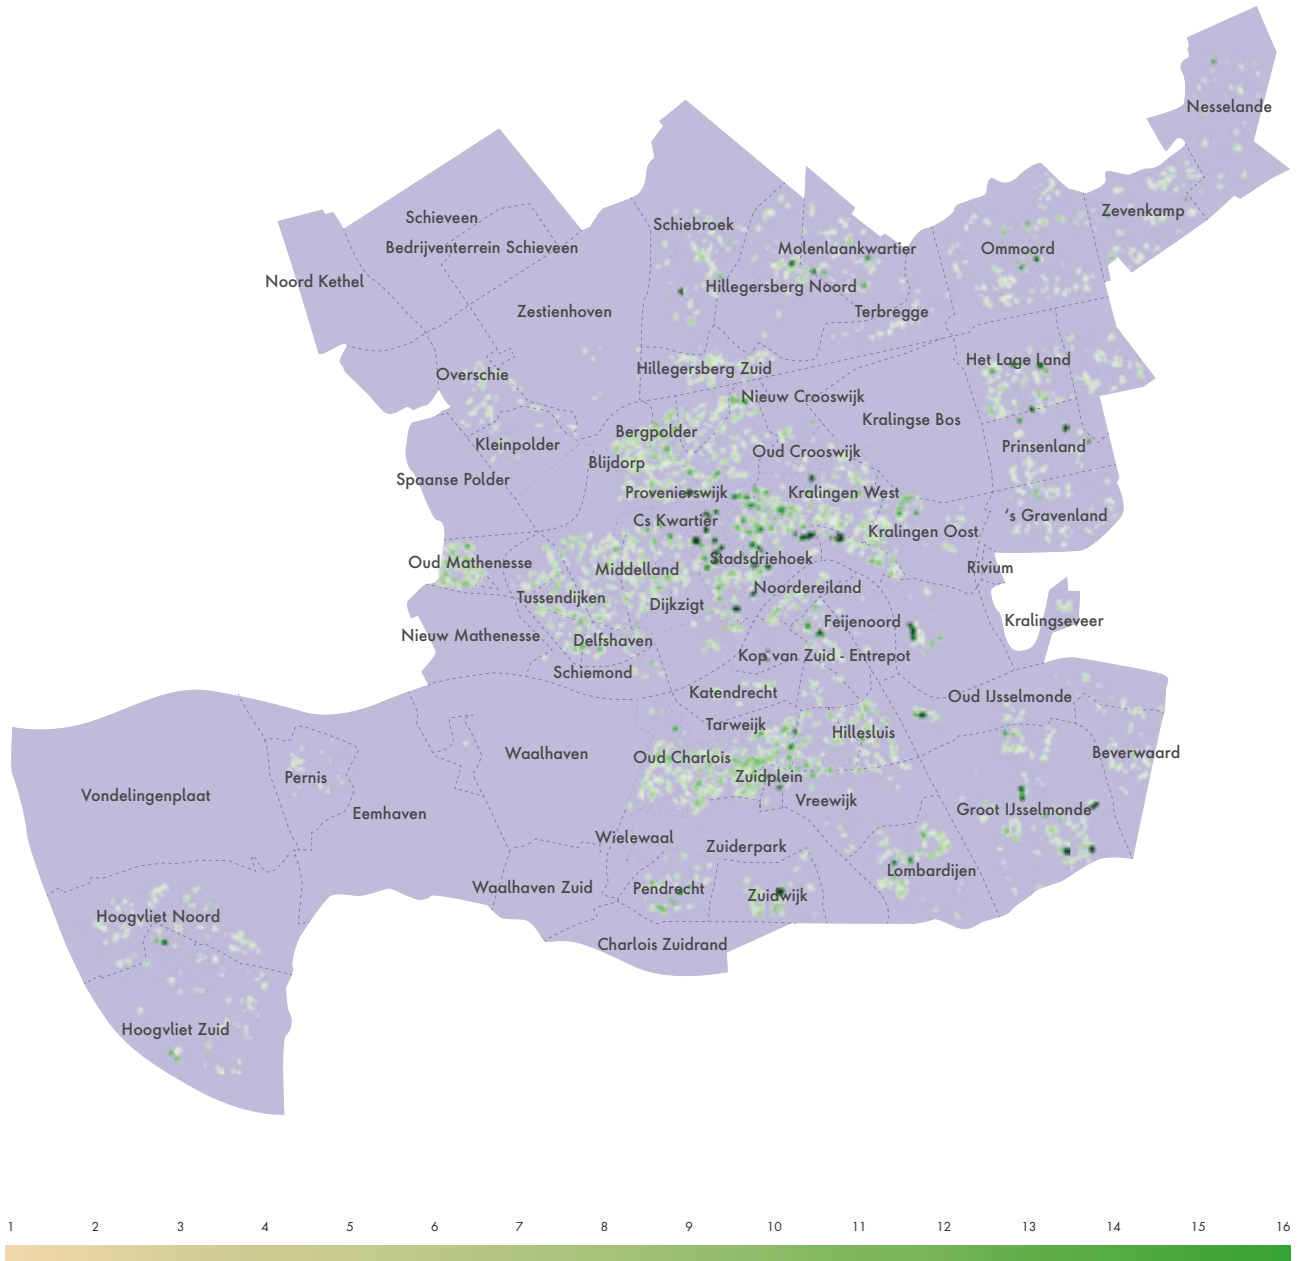 Nesselande
Zevenkamp
Schieveen
Schiebroek
Bedrijventerrein Schieveen
Molenlaankwartier
Ommoord
Noord Kethel
Hillegersberg Noord
Zestienhoven
Terbregge
Het Lage Land
Overschie
Hillegersberg Zuid
Nieuw Crooswijk
Kralingse Bos
Bergpolder
Kleinpolder
Oud Crooswijk
Prinsenland
Blijdorp
Spaanse Polder
Provenierswijk
Kralingen West
Cs Kwartier
‘s Gravenland
Kralingen Oost
Oud Mathenesse
Middelland
Stadsdriehoek
Rivium
Noordereiland
Tussendijken
Dijkzigt
Feijenoord
Kralingseveer
Nieuw Mathenesse
Delfshaven
Kop van Zuid - Entrepot
Schiemond
Katendrecht
Oud IJsselmonde
Tarweijk
Hillesluis
Waalhaven
Oud Charlois
Beverwaard
Pernis
Zuidplein
Vondelingenplaat
Vreewijk
Eemhaven
Groot IJsselmonde
Wielewaal
Zuiderpark
Lombardijen
Waalhaven Zuid
Pendrecht
Zuidwijk
Hoogvliet Noord
Charlois Zuidrand
Hoogvliet Zuid
1 2 3 4 5 6 7 8 9 10 11 12 13 14 15 16